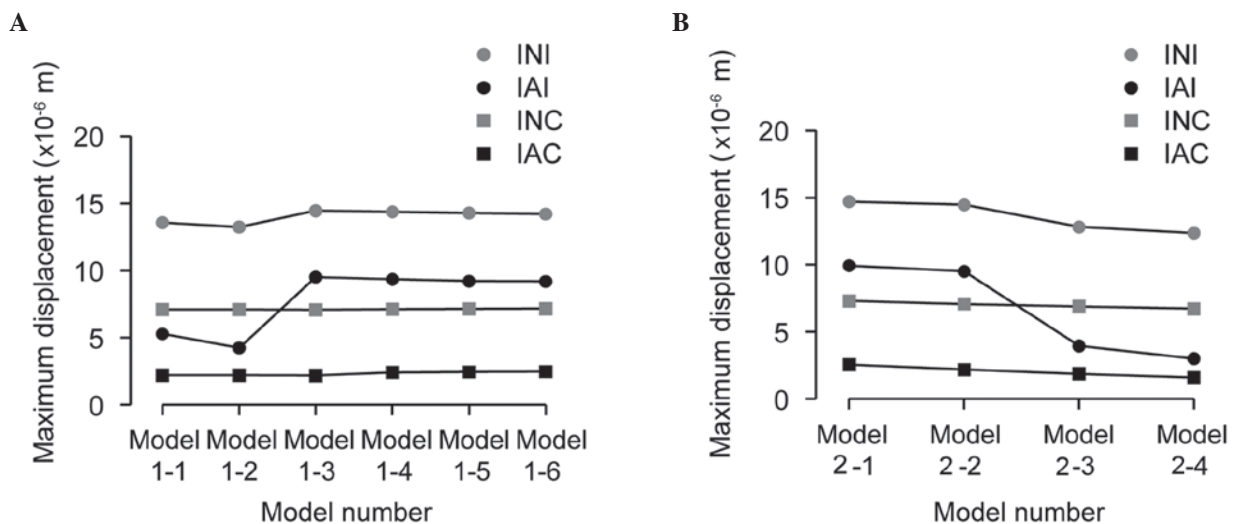 A
INI
IAI
INC
IAC
Maximum displacement (x10⁻⁶ m)
20
15
10
5
0
Model 1-1
Model 1-2
Model 1-3
Model 1-4
Model 1-5
Model 1-6
Model number
B
INI
IAI
INC
IAC
Maximum displacement (x10⁻⁶ m)
20
15
10
5
0
Model 2-1
Model 2-2
Model 2-3
Model 2-4
Model number